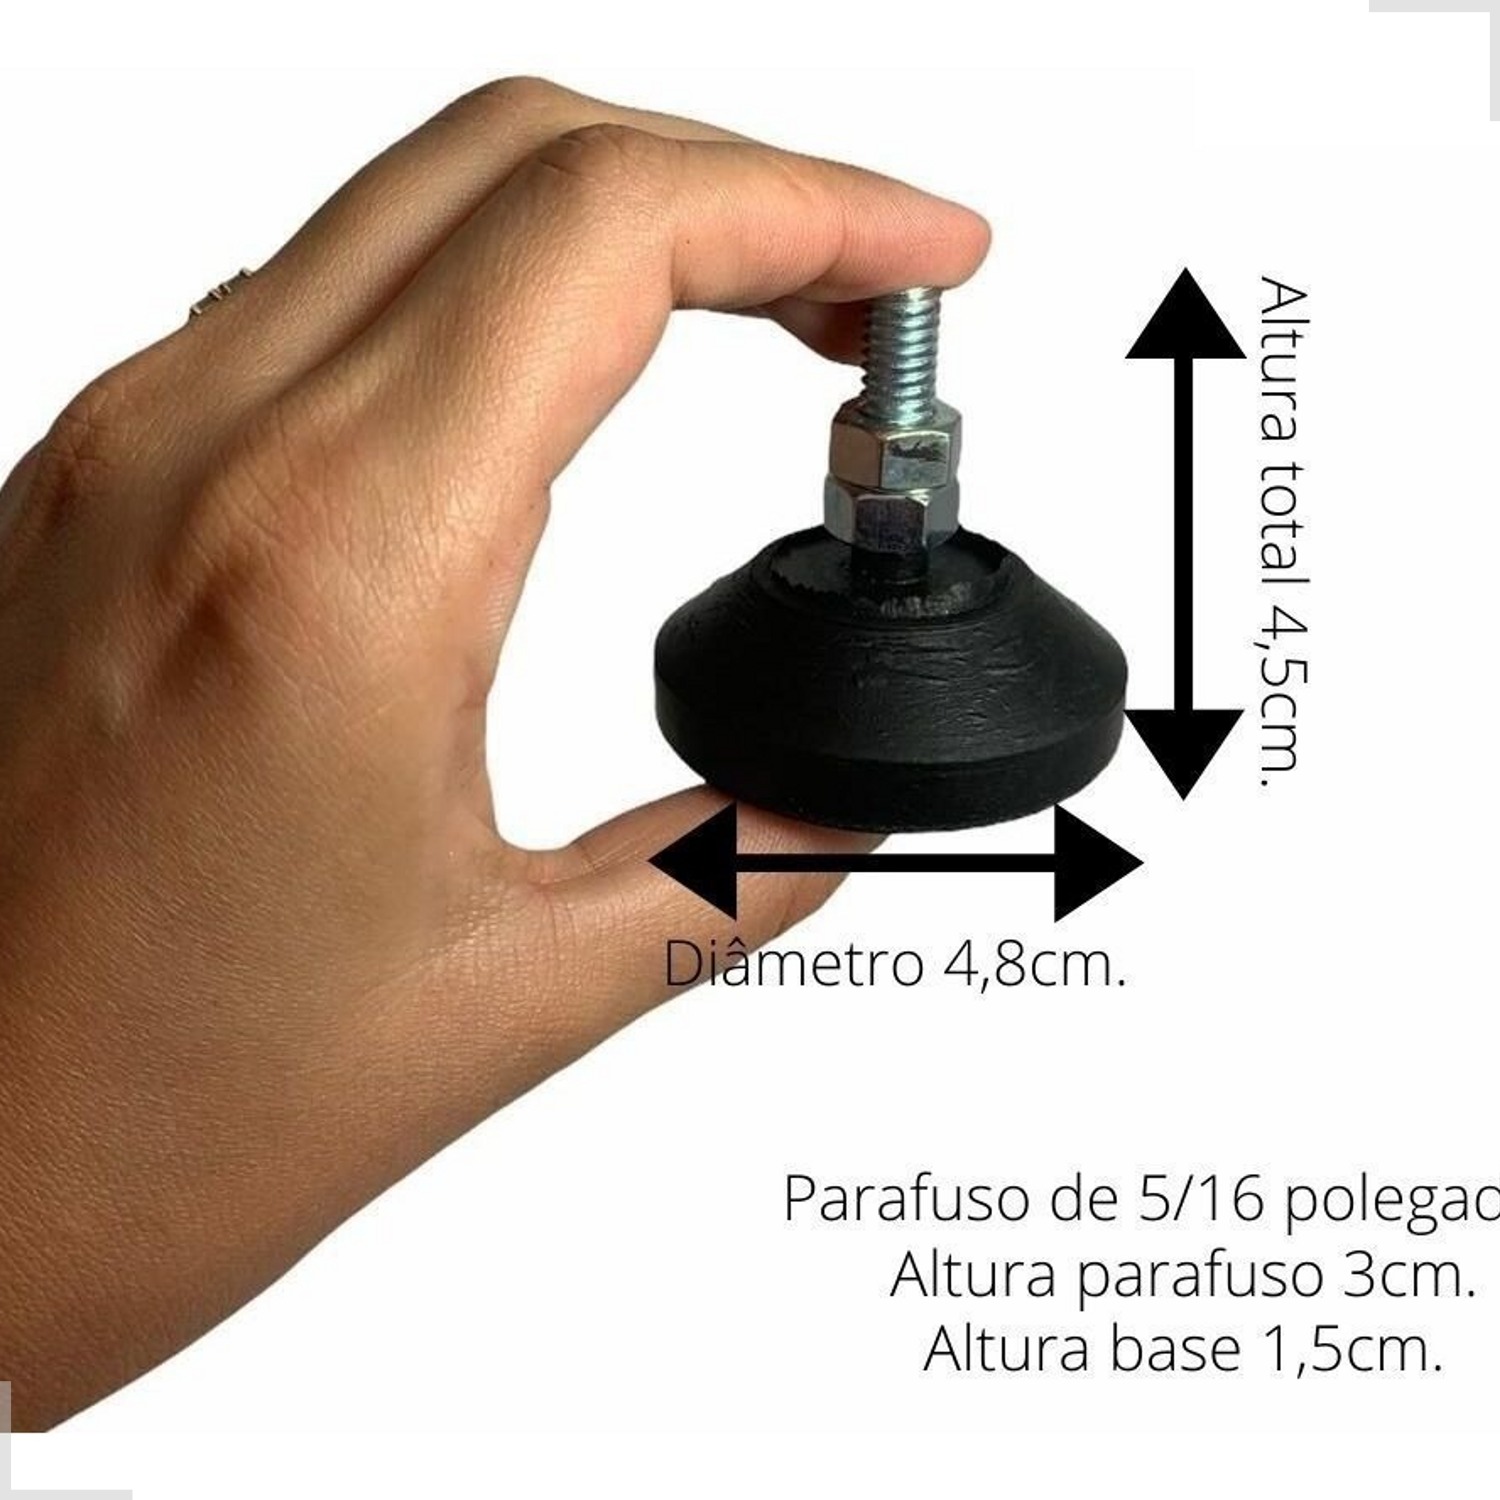 Altura total 4,5cm.
Diâmetro 4,8cm.
Parafuso de 5/16
Altura parafuso 3cm.
Altura base 1,5cm.